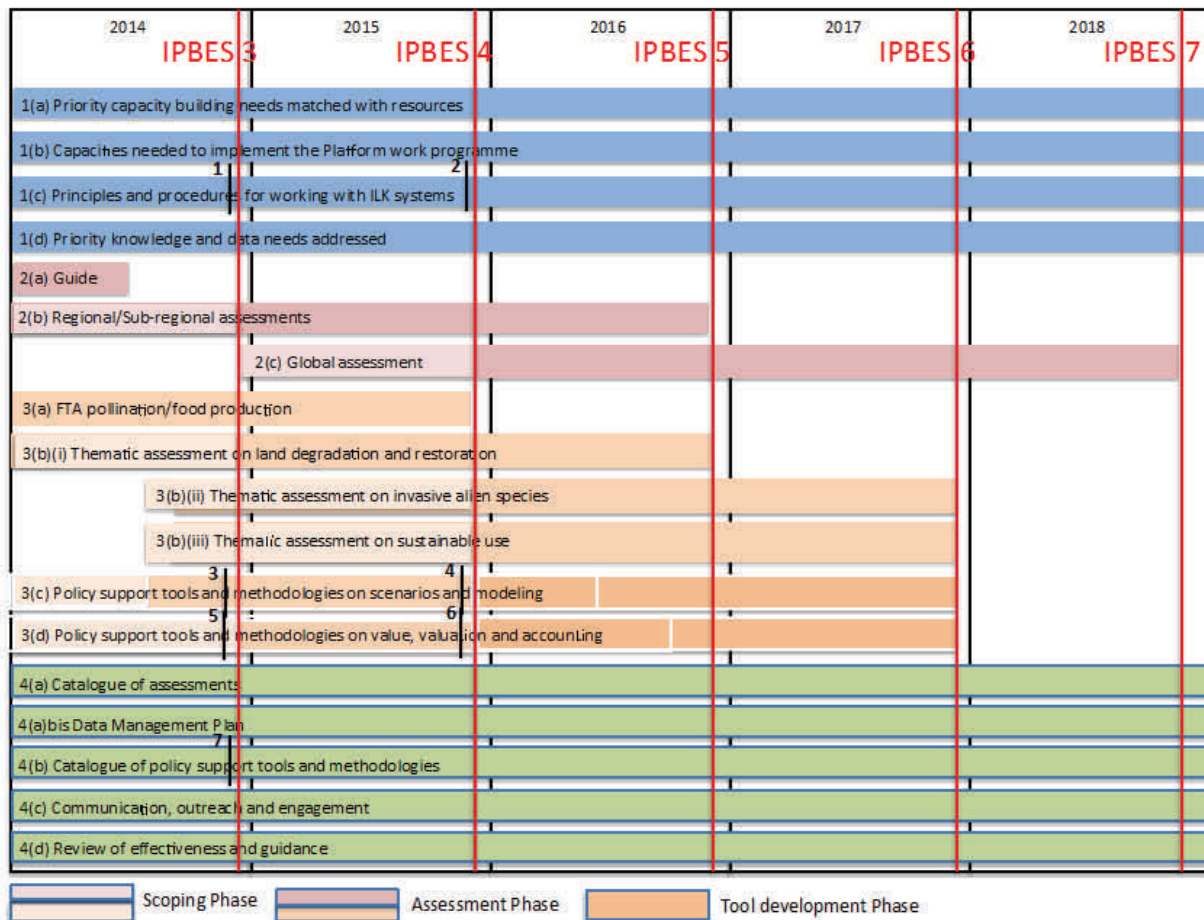 2014
2015
2016
2017
2018
IPBES 3
IPBES 4
IPBES 5
IPBES 6
IPBES 7
1(a) Priority capacity building needs matched with resources
1(b) Capacities needed to implement the Platform work programme
1
2
1(c) Principles and procedures for working with ILK systems
1(d) Priority knowledge and data needs addressed
2(a) Guide
2(b) Regional/Sub-regional assessments
2(c) Global assessment
3(a) FTA pollination/food production
3(b)(i) Thematic assessment on land degradation and restoration
3(b)(ii) Thematic assessment on invasive alien species
3(b)(iii) Thematic assessment on sustainable use
3
4
3(c) Policy support tools and methodologies on scenarios and modeling
5
6
3(d) Policy support tools and methodologies on value, valuation and accounting
4(a) Catalogue of assessments
4(a)bis Data Management Plan
7
4(b) Catalogue of policy support tools and methodologies
4(c) Communication, outreach and engagement
4(d) Review of effectiveness and guidance
Scoping Phase
Assessment Phase
Tool development Phase